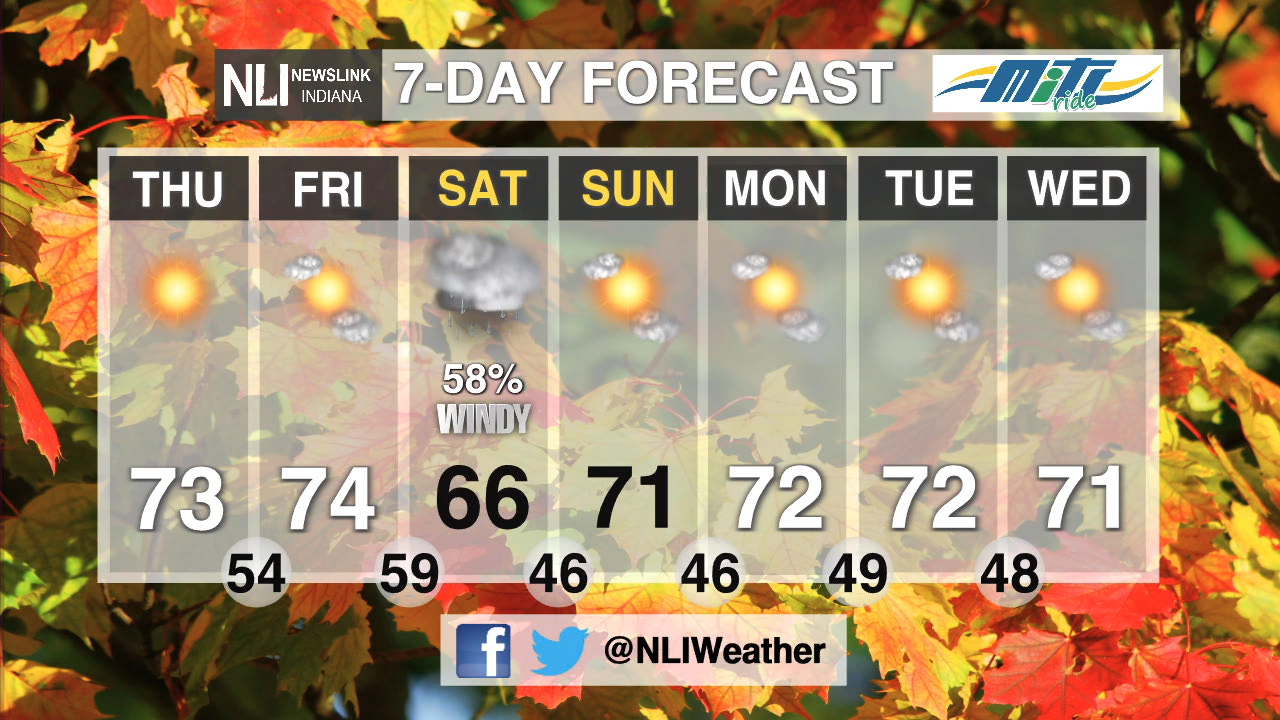 NLI NEWSLINK INDIANA 7-DAY FORECAST MiTS ride
THU FRI SAT SUN MON TUE WED
58%
WINDY
73 74 66 71 72 72 71
54 59 46 46 49 48
f @NLIWeather